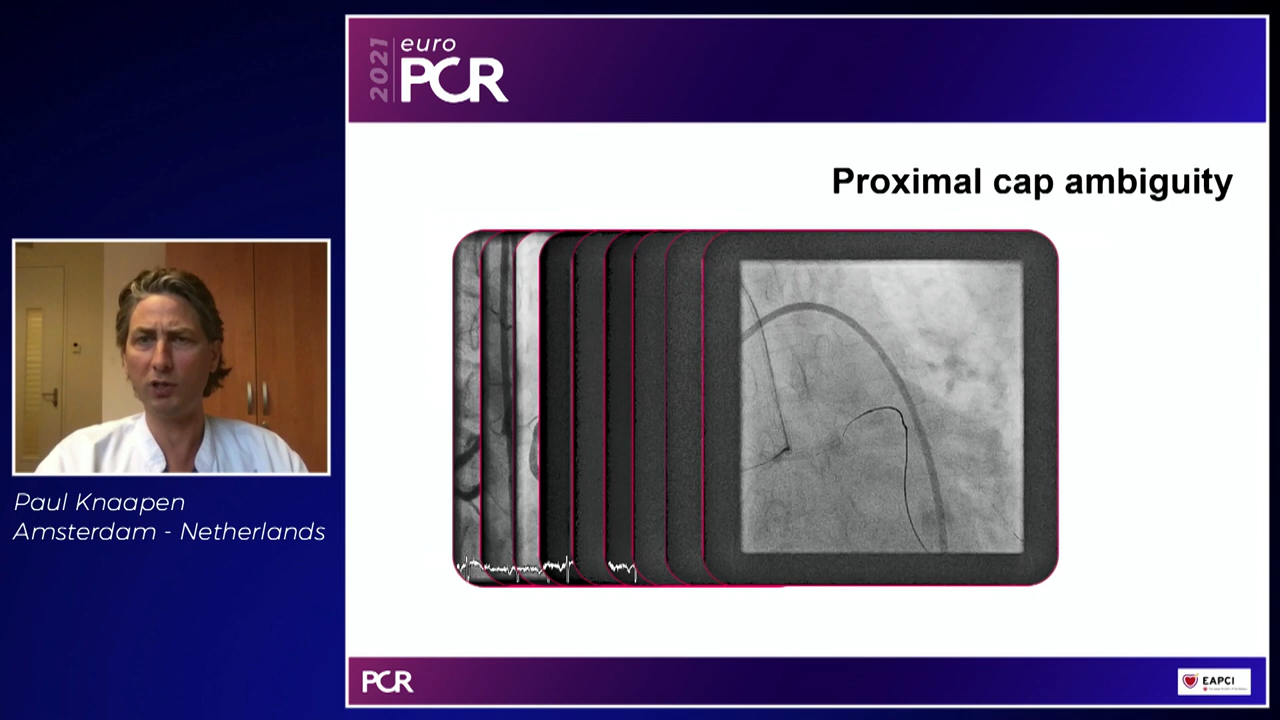 2021
euro
PCR
Proximal cap ambiguity
Paul Knaapen
Amsterdam - Netherlands
PCR
EAPCI